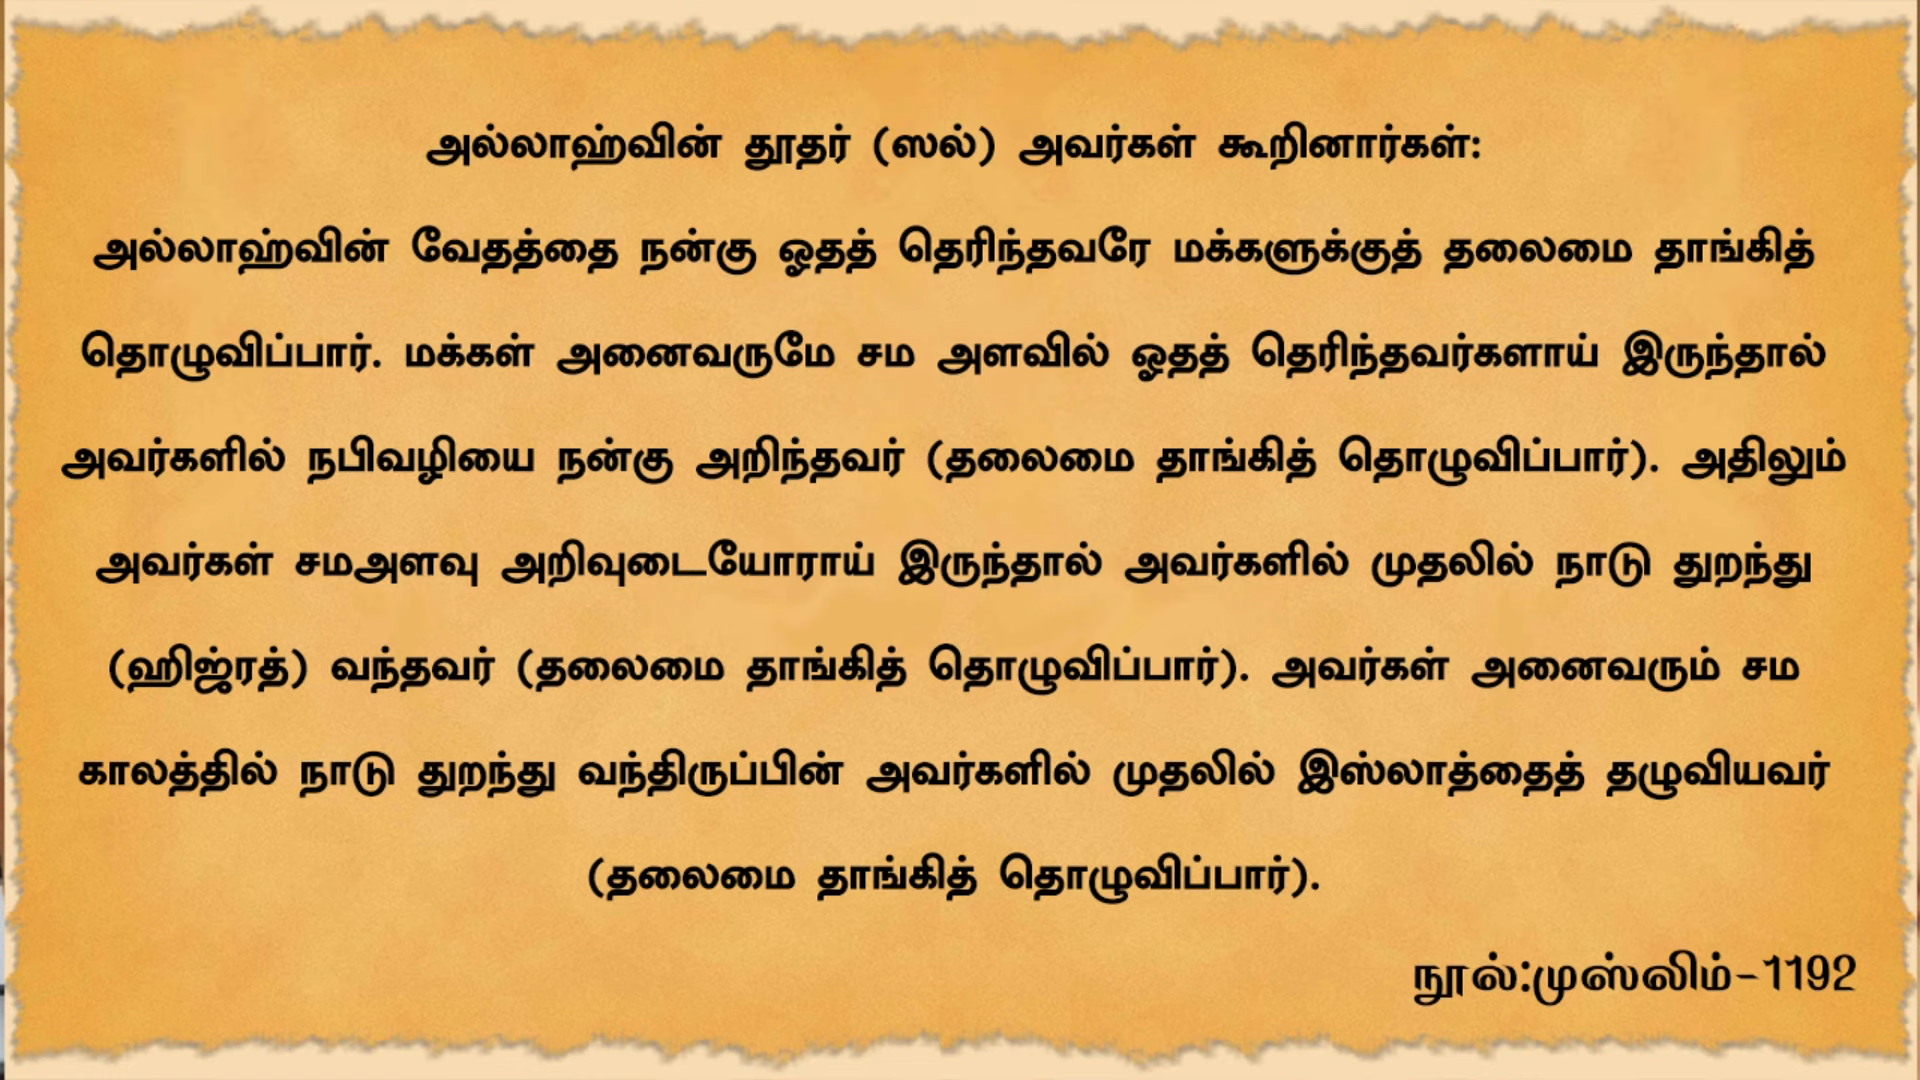 அல்லாஹ்வின் தூதர் (ஸல்) அவர்கள் கூறினார்கள்:
அல்லாஹ்வின் வேதத்தை நன்கு ஓதத் தெரிந்தவரே மக்களுக்குத் தலைமை தாங்கித்
தொழுவிப்பார். மக்கள் அனைவருமே சம அளவில் ஓதத் தெரிந்தவர்களாய் இருந்தால்
அவர்களில் நபிவழியை நன்கு அறிந்தவர் (தலைமை தாங்கித் தொழுவிப்பார்). அதிலும்
அவர்கள் சமஅளவு அறிவுடையோராய் இருந்தால் அவர்களில் முதலில் நாடு துறந்து
(ஹிஜ்ரத்) வந்தவர் (தலைமை தாங்கித் தொழுவிப்பார்). அவர்கள் அனைவரும் சம
காலத்தில் நாடு துறந்து வந்திருப்பின் அவர்களில் முதலில் இஸ்லாத்தைத் தழுவியவர்
(தலைமை தாங்கித் தொழுவிப்பார்).
நூல்:முஸ்லிம்-1192